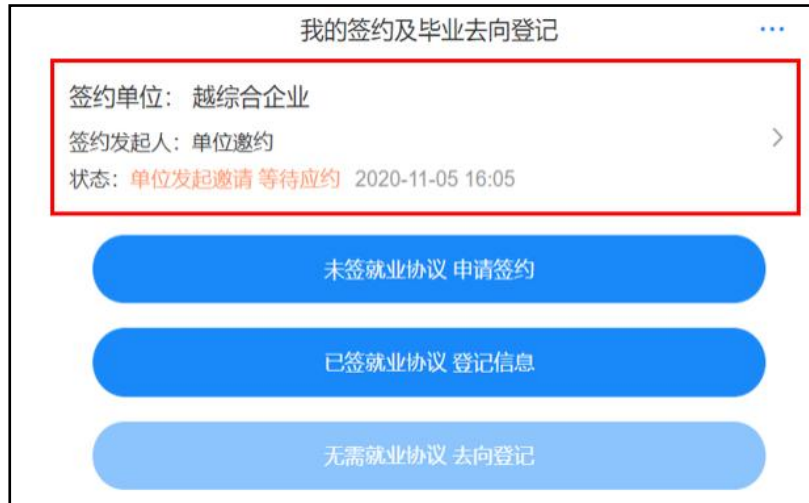 我的签约及毕业去向登记
签约单位： 越综合企业
签约发起人：单位邀约
状态：单位发起邀请 等待应约 2020-11-05 16:05
未签就业协议 申请签约
已签就业协议 登记信息
无需就业协议 去向登记